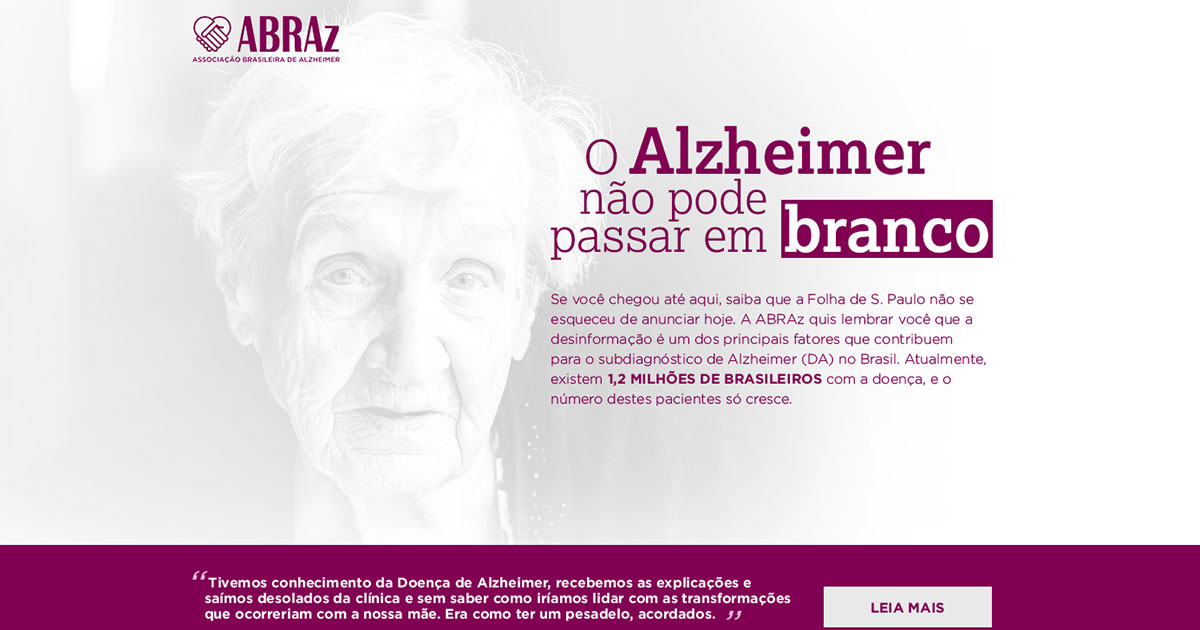 ABRAz
ASSOCIAÇÃO BRASILEIRA DE ALZHEIMER
O Alzheimer
não pode
passar em branco
Se você chegou até aqui, saiba que a Folha de S. Paulo não se
esqueceu de anunciar hoje. A ABRAz quis lembrar você que a
desinformação é um dos principais fatores que contribuem
para o subdiagnóstico de Alzheimer (DA) no Brasil. Atualmente,
existem 1,2 MILHÕES DE BRASILEIROS com a doença, e o
número destes pacientes só cresce.
“Tivemos conhecimento da Doença de Alzheimer, recebemos as explicações e
saímos desolados da clínica e sem saber como iríamos lidar com as transformações
que ocorreriam com a nossa mãe. Era como ter um pesadelo, acordados. ”
LEIA MAIS